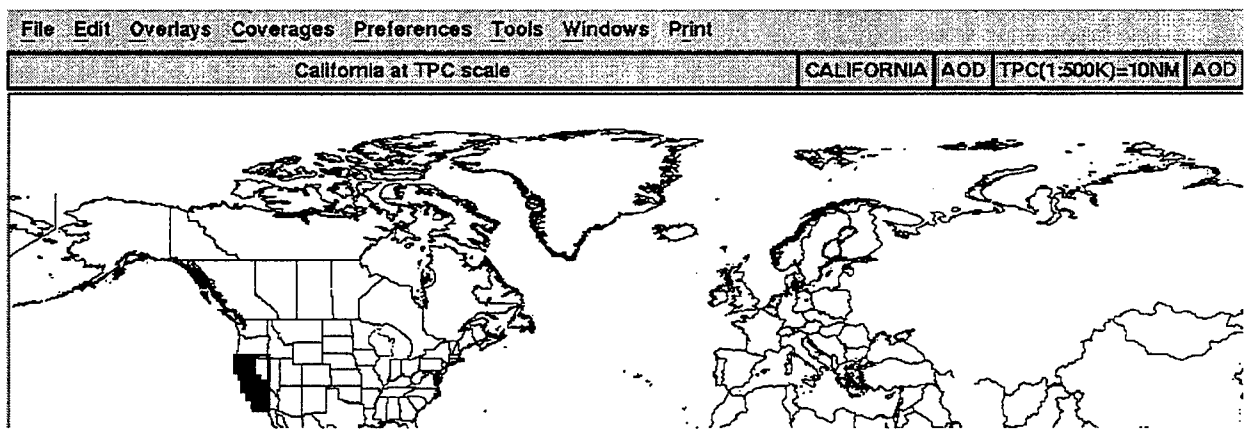 File Edit Overlays Coverages Preferences Tools Windows Print
California at TPC scale CALIFORNIA AOD TPC(1:500K)=10NM AOD